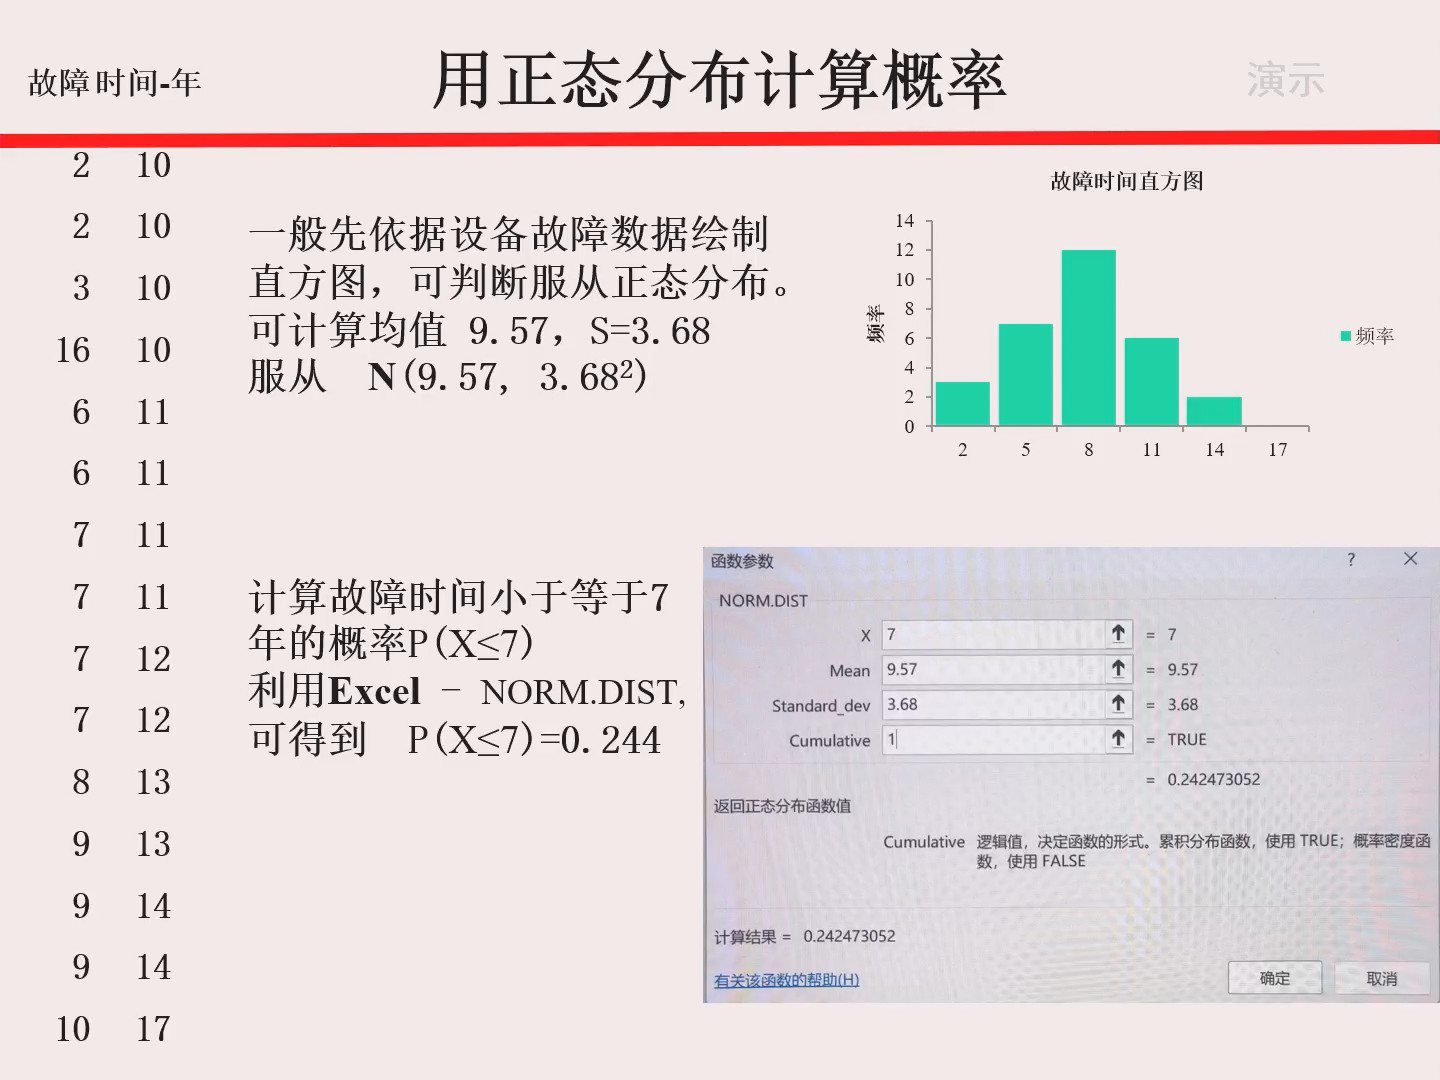 故障时间-年
用正态分布计算概率
演示
2 10
2 10
3 10
16 10
6 11
6 11
7 11
7 11
7 12
7 12
8 13
9 13
9 14
9 14
10 17
一般先依据设备故障数据绘制
直方图，可判断服从正态分布。
可计算均值 9.57，S=3.68
服从 N(9.57, 3.68²)
故障时间直方图
频率
14
12
10
8
6
4
2
0
2 5 8 11 14 17
频率
计算故障时间小于等于7
年的概率P(X≤7)
利用Excel – NORM.DIST,
可得到 P(X≤7)=0.244
函数参数 ? ×
NORM.DIST
X 7 = 7
Mean 9.57 = 9.57
Standard_dev 3.68 = 3.68
Cumulative 1 = TRUE
= 0.242473052
返回正态分布函数值
Cumulative 逻辑值，决定函数的形式。累积分布函数，使用 TRUE；概率密度函
数，使用 FALSE
计算结果 = 0.242473052
有关该函数的帮助(H)
确定 取消